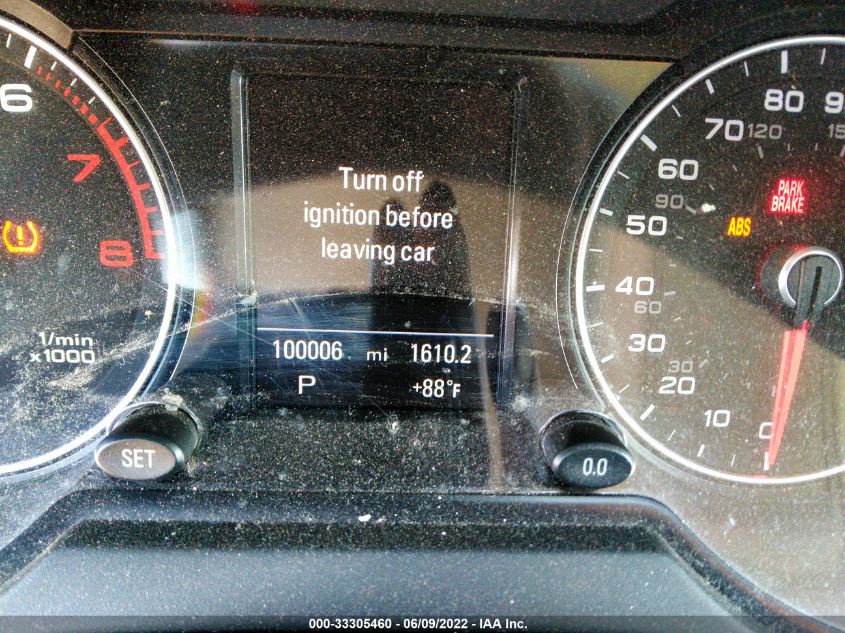 6
7
8
1/min
x1000
Turn off
ignition before
leaving car
100006 mi 1610.2
P +88°F
SET
0.0
80
70 120
60
90
50
40
60
30
30
20
10
0
ABS
PARK
BRAKE
000-33305460 - 06/09/2022 - IAA Inc.